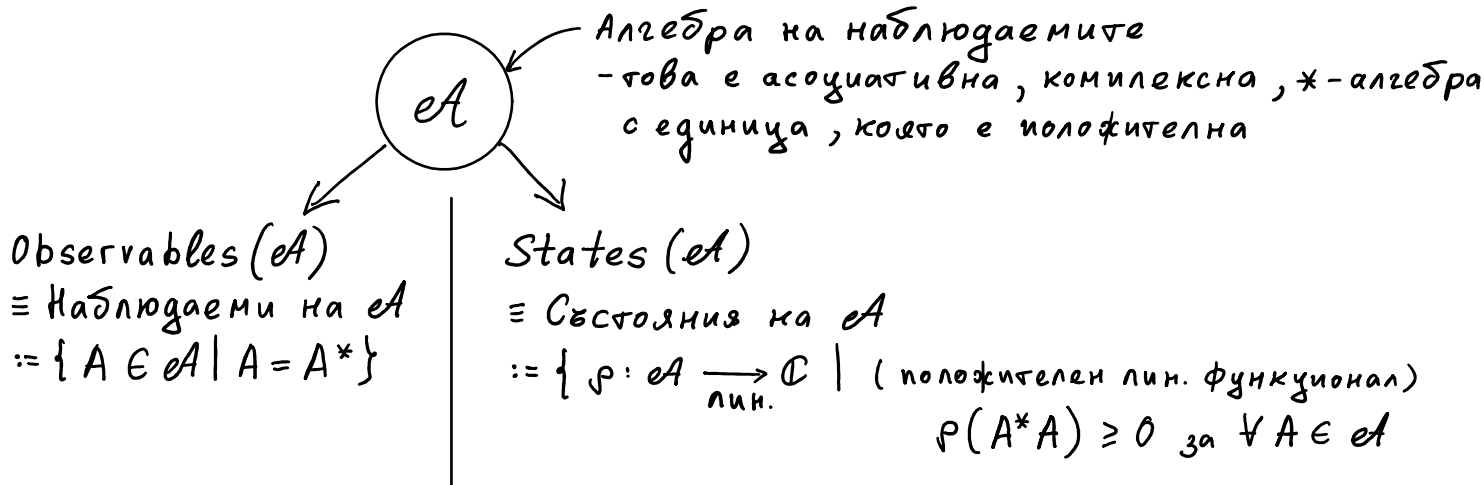 Алгебра на наблюдаемите
- това е асоциативна, комплексна, * - алгебра
с единица, която е положителна
𝒜
Observables (𝒜)
≡ Наблюдаеми на 𝒜
:= { A ∈ 𝒜 | A = A* }
States (𝒜)
≡ Състояния на 𝒜
:= { ρ : 𝒜 ⟶ ℂ | ( положителен лин. функционал )
лин.
ρ(A*A) ≥ 0 за ∀ A ∈ 𝒜